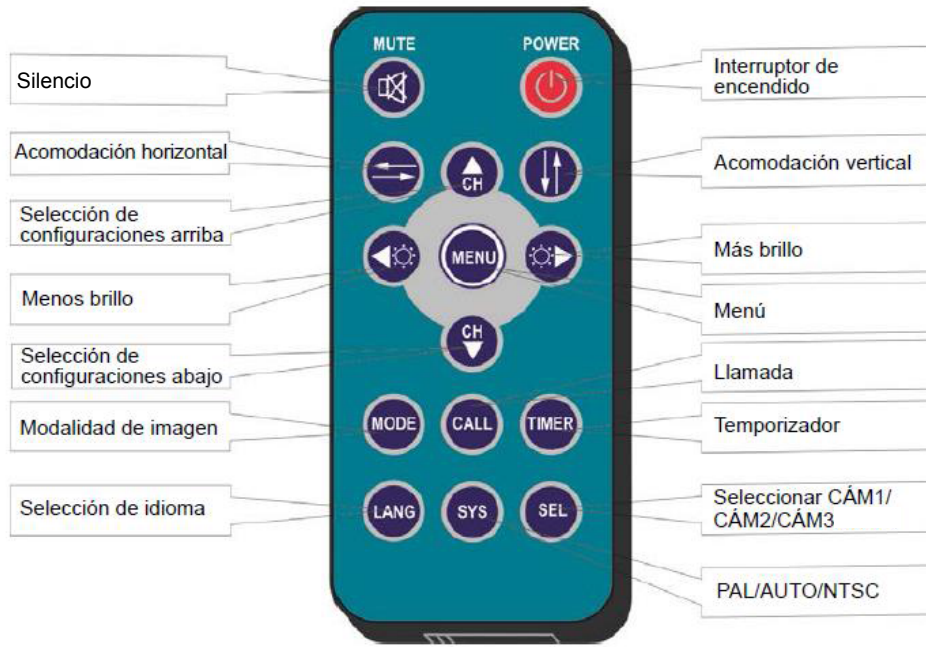 MUTE
POWER
Silencio
Interruptor de
encendido
Acomodación horizontal
Acomodación vertical
CH
Selección de
configuraciones arriba
MENU
Más brillo
Menos brillo
Menú
CH
Selección de
configuraciones abajo
Llamada
MODE
CALL
TIMER
Modalidad de imagen
Temporizador
Selección de idioma
LANG
SYS
SEL
Seleccionar CÁM1/
CÁM2/CÁM3
PAL/AUTO/NTSC